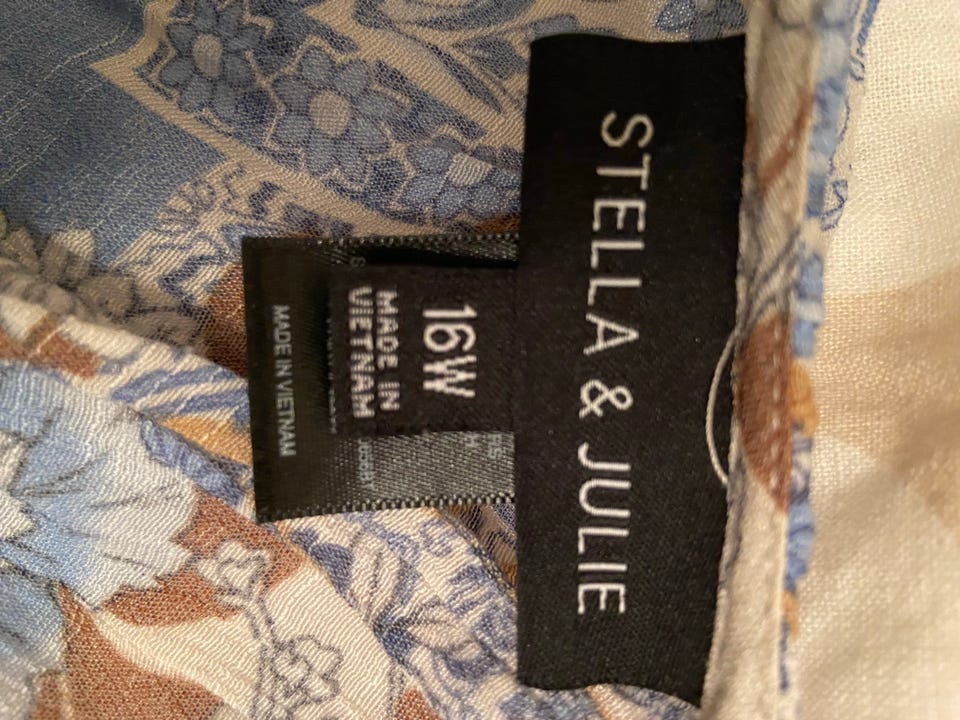 STELLA & JULIE
16W
MADE IN
VIETNAM
MADE IN VIETNAM